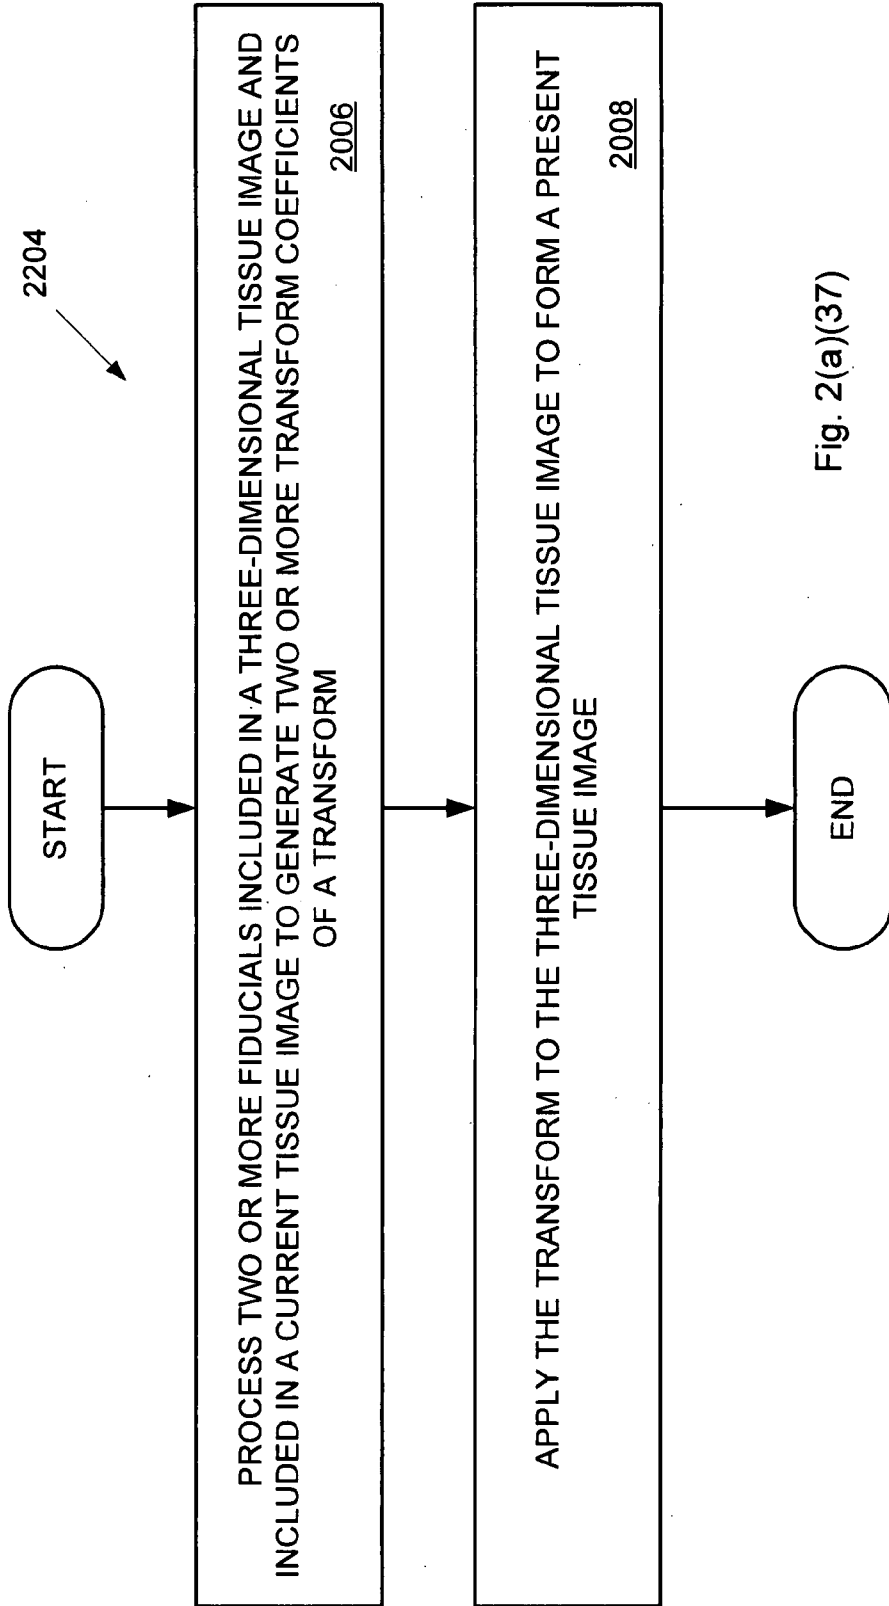 2204
START
PROCESS TWO OR MORE FIDUCIALS INCLUDED IN A THREE-DIMENSIONAL TISSUE IMAGE AND
INCLUDED IN A CURRENT TISSUE IMAGE TO GENERATE TWO OR MORE TRANSFORM COEFFICIENTS
OF A TRANSFORM
2006
APPLY THE TRANSFORM TO THE THREE-DIMENSIONAL TISSUE IMAGE TO FORM A PRESENT
TISSUE IMAGE
2008
END
Fig. 2(a)(37)